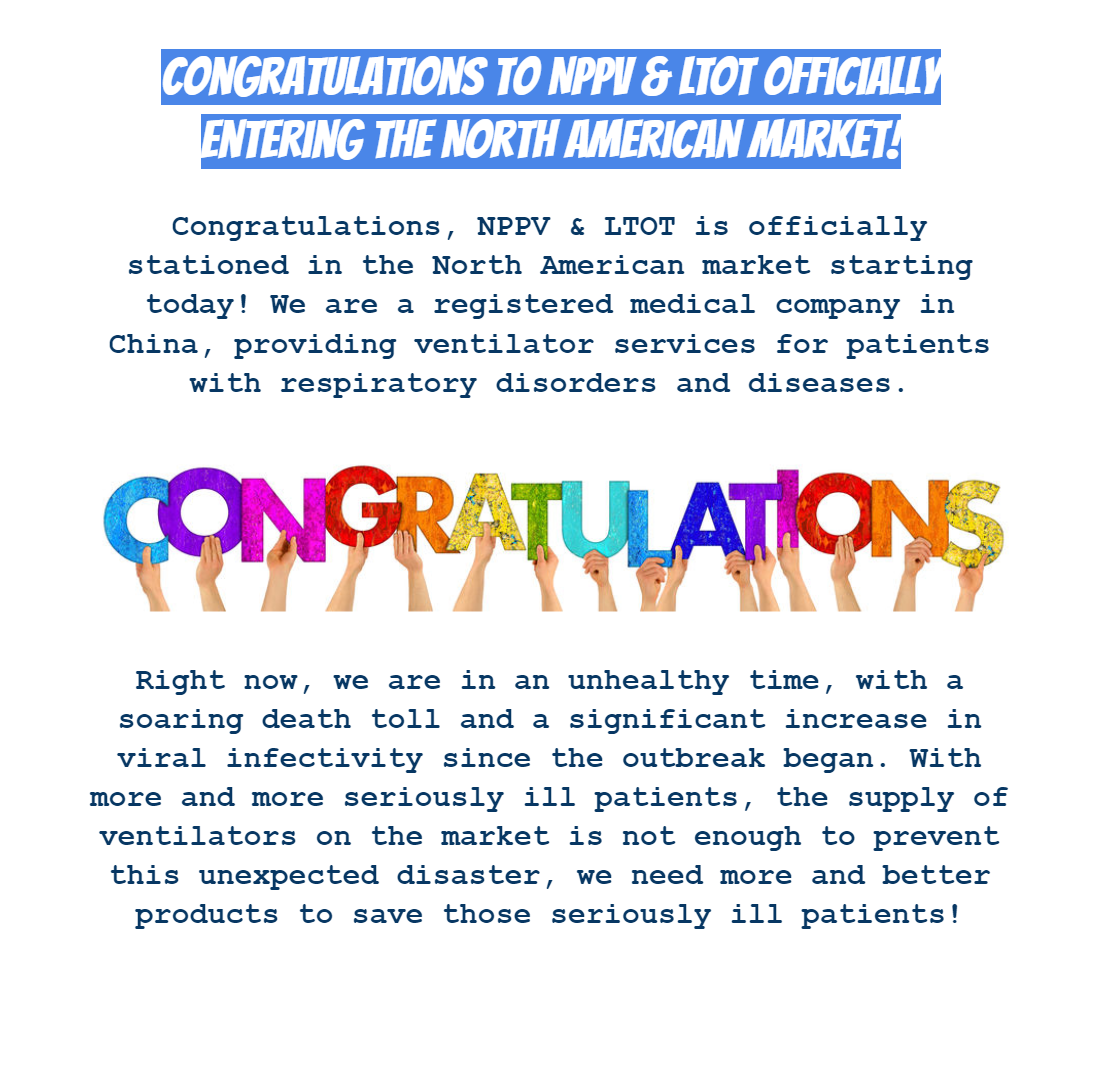 CONGRATULATIONS TO NPPV & LTOT OFFICIALLY
ENTERING THE NORTH AMERICAN MARKET!
Congratulations, NPPV & LTOT is officially
stationed in the North American market starting
today! We are a registered medical company in
China, providing ventilator services for patients
with respiratory disorders and diseases.
CONGRATULATIONS
Right now, we are in an unhealthy time, with a
soaring death toll and a significant increase in
viral infectivity since the outbreak began. With
more and more seriously ill patients, the supply of
ventilators on the market is not enough to prevent
this unexpected disaster, we need more and better
products to save those seriously ill patients!